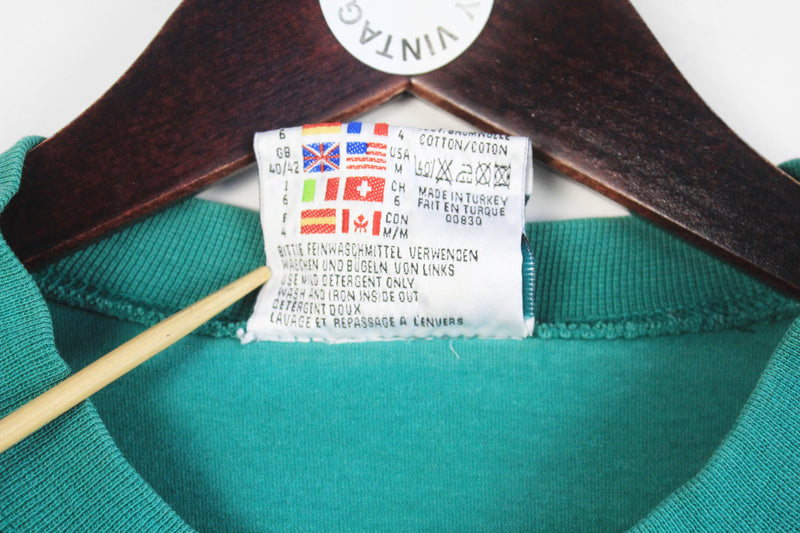 Y VINTAG
6 4
GB 40/42 USA M
I 6 CH 6
E 4 CON M/M
BAUMWOLLE
COTTON/COTON
40
MADE IN TURKEY
FAIT EN TURQUE
00830
BITTE FEINWASCHMITTEL VERWENDEN
WASCHEN UND BÜGELN VON LINKS
USE MILD DETERGENT ONLY
WASH AND IRON INSIDE OUT
DETERGENT DOUX
LAVAGE ET REPASSAGE A L'ENVERS